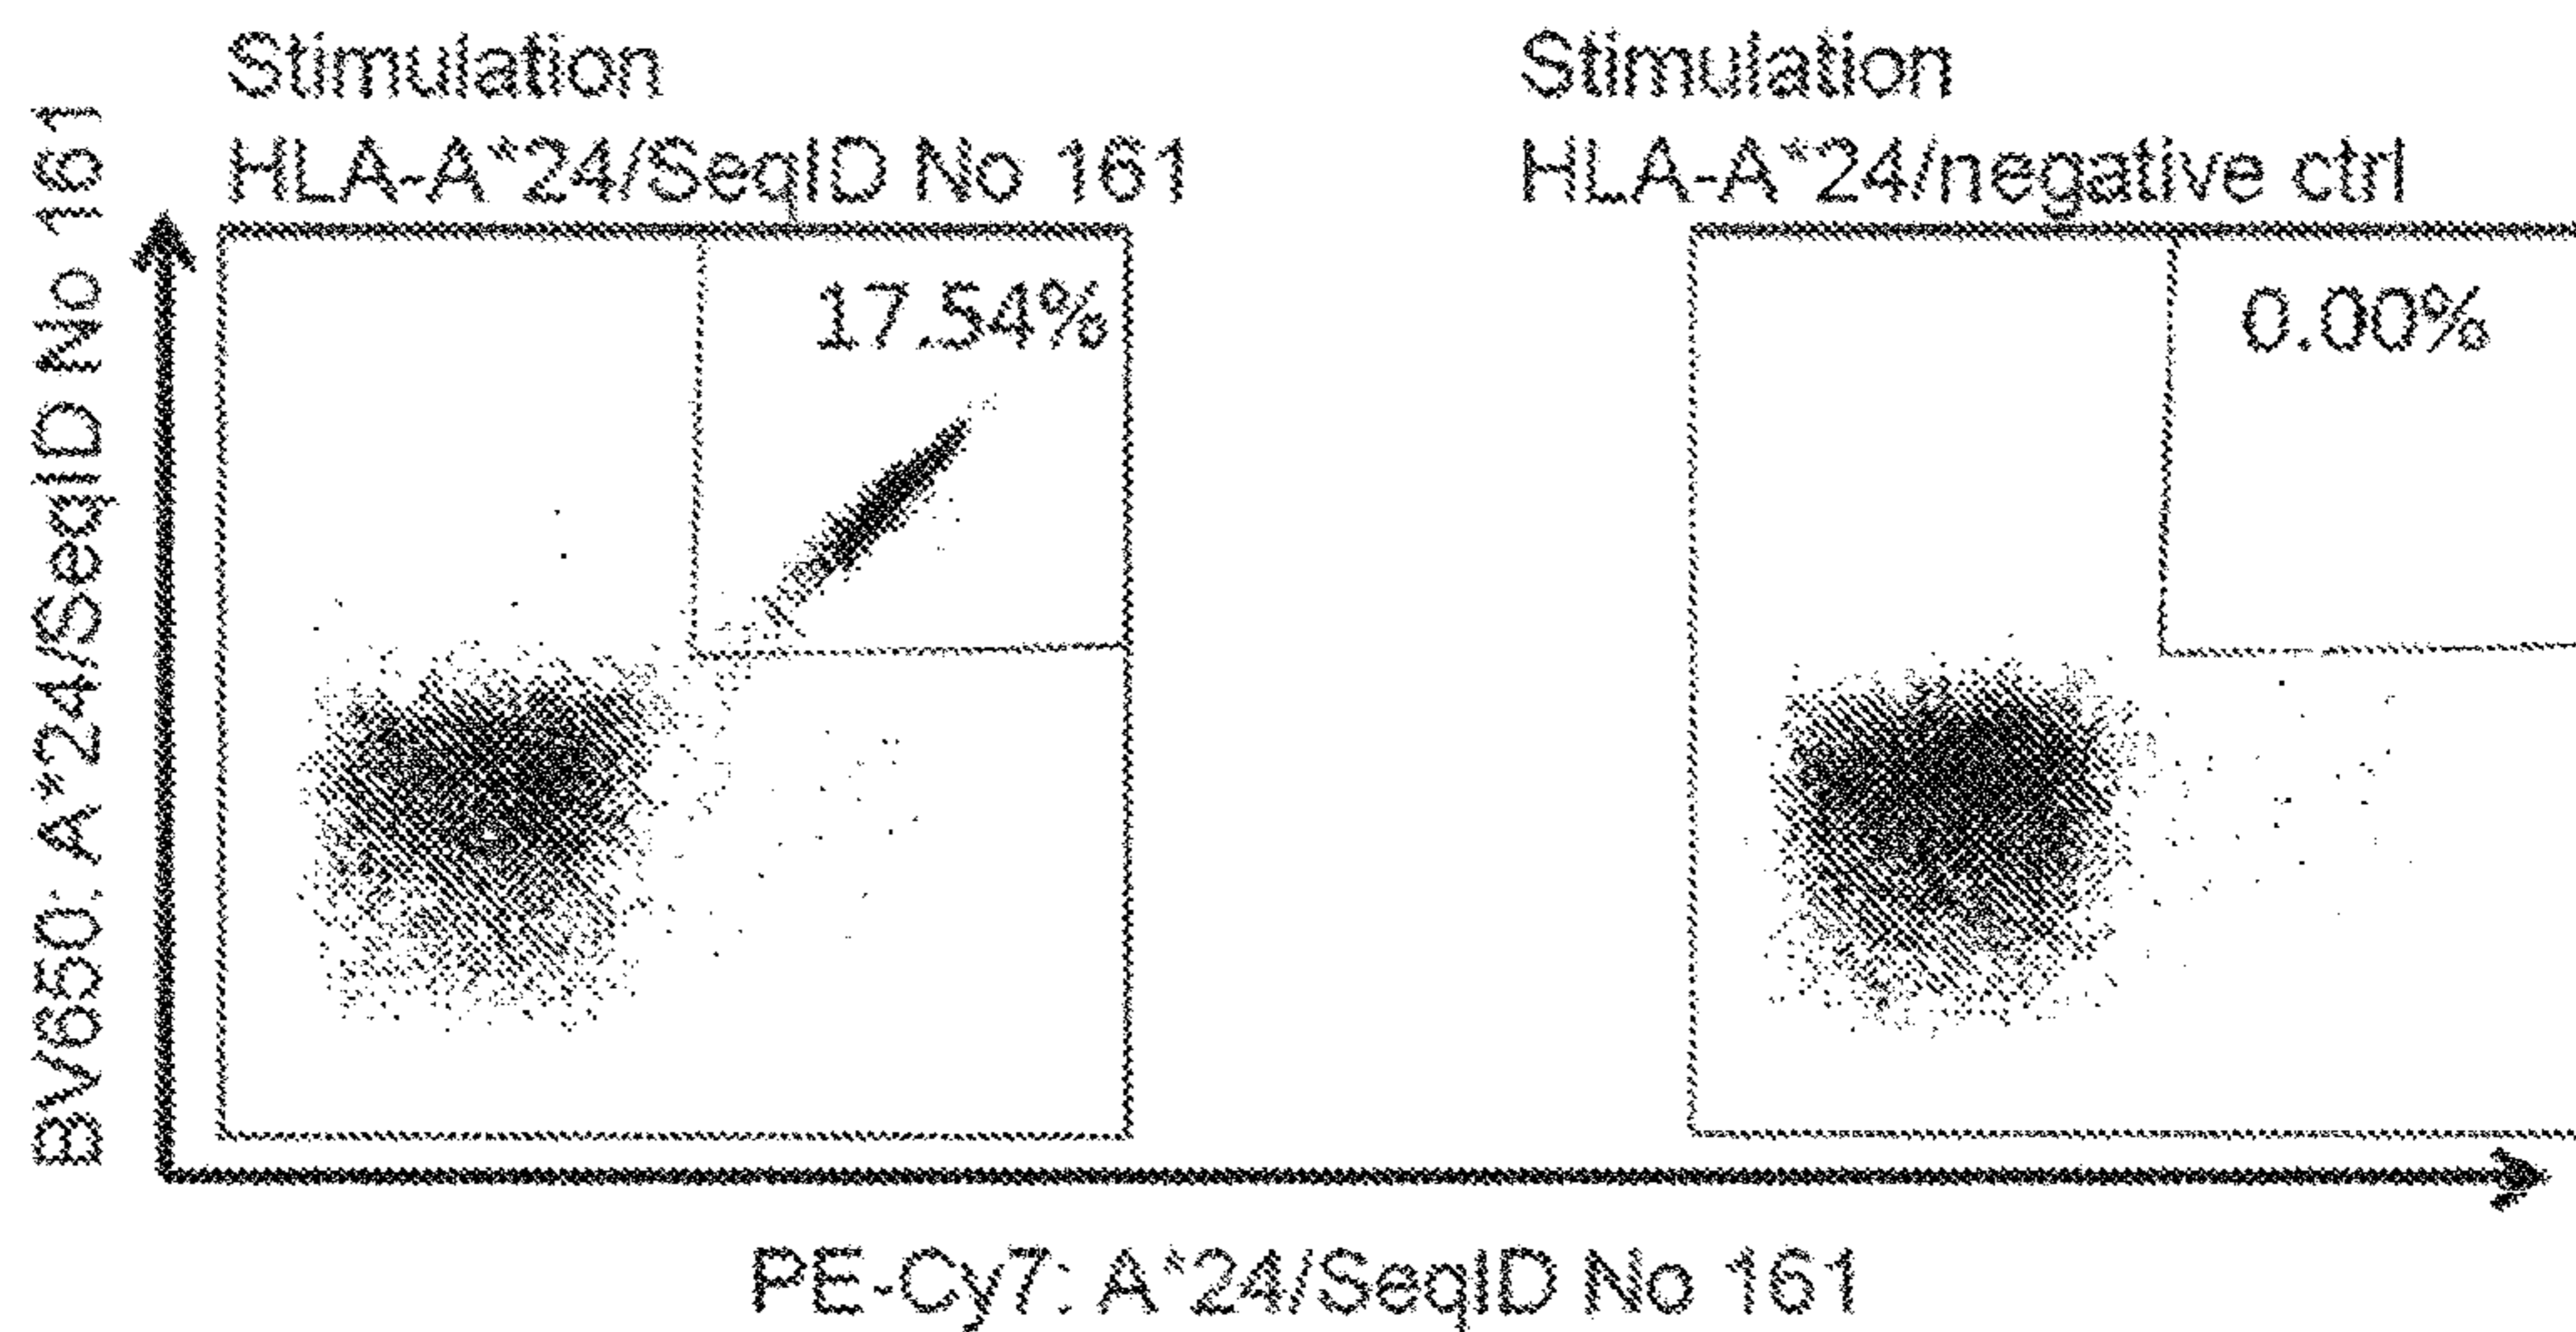 Stimulation
HLA-A*24/SeqID No 161
Stimulation
HLA-A*24/negative ctrl
17.54%
0.00%
BV650: A*24/SeqID No 161
PE-Cy7: A*24/SeqID No 161